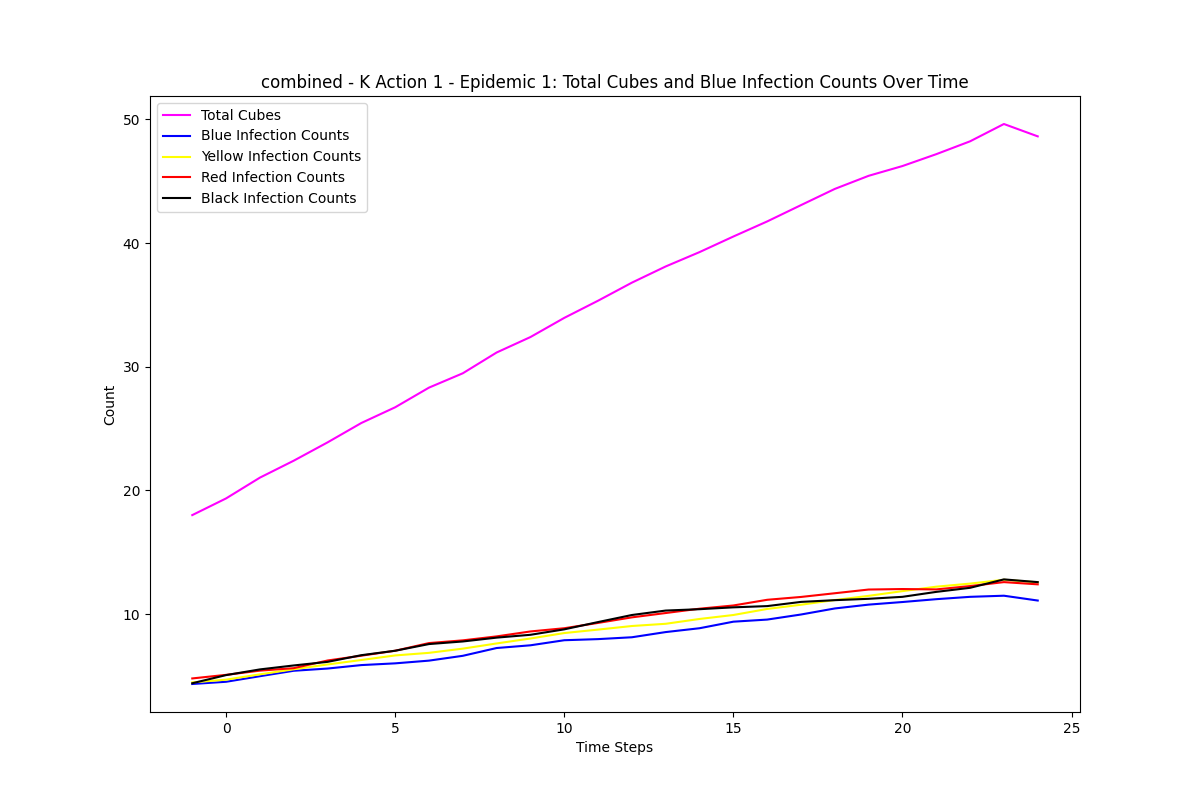 combined - K Action 1 - Epidemic 1: Total Cubes and Blue Infection Counts Over Time
Total Cubes
Blue Infection Counts
Yellow Infection Counts
Red Infection Counts
Black Infection Counts
50
40
30
20
10
Count
0 5 10 15 20 25
Time Steps